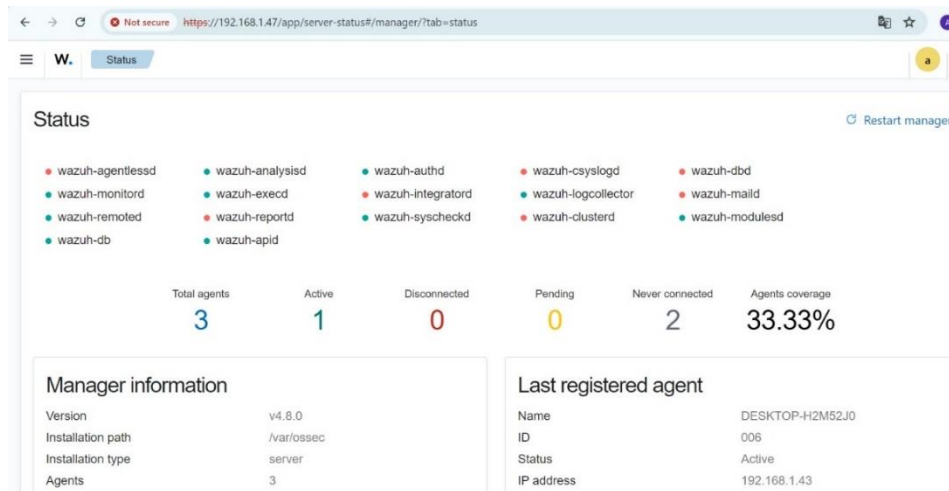 Not secure https://192.168.1.47/app/server-status#/manager/?tab=status
W. Status a
Status Restart manager
wazuh-agentlessd wazuh-analysisd wazuh-authd wazuh-csyslogd wazuh-dbd
wazuh-monitord wazuh-execd wazuh-integratord wazuh-logcollector wazuh-maild
wazuh-remoted wazuh-reportd wazuh-syscheckd wazuh-clusterd wazuh-modulesd
wazuh-db wazuh-apid
Total agents Active Disconnected Pending Never connected Agents coverage
3 1 0 0 2 33.33%
Manager information
Version v4.8.0
Installation path /var/ossec
Installation type server
Agents 3
Last registered agent
Name DESKTOP-H2M52J0
ID 006
Status Active
IP address 192.168.1.43